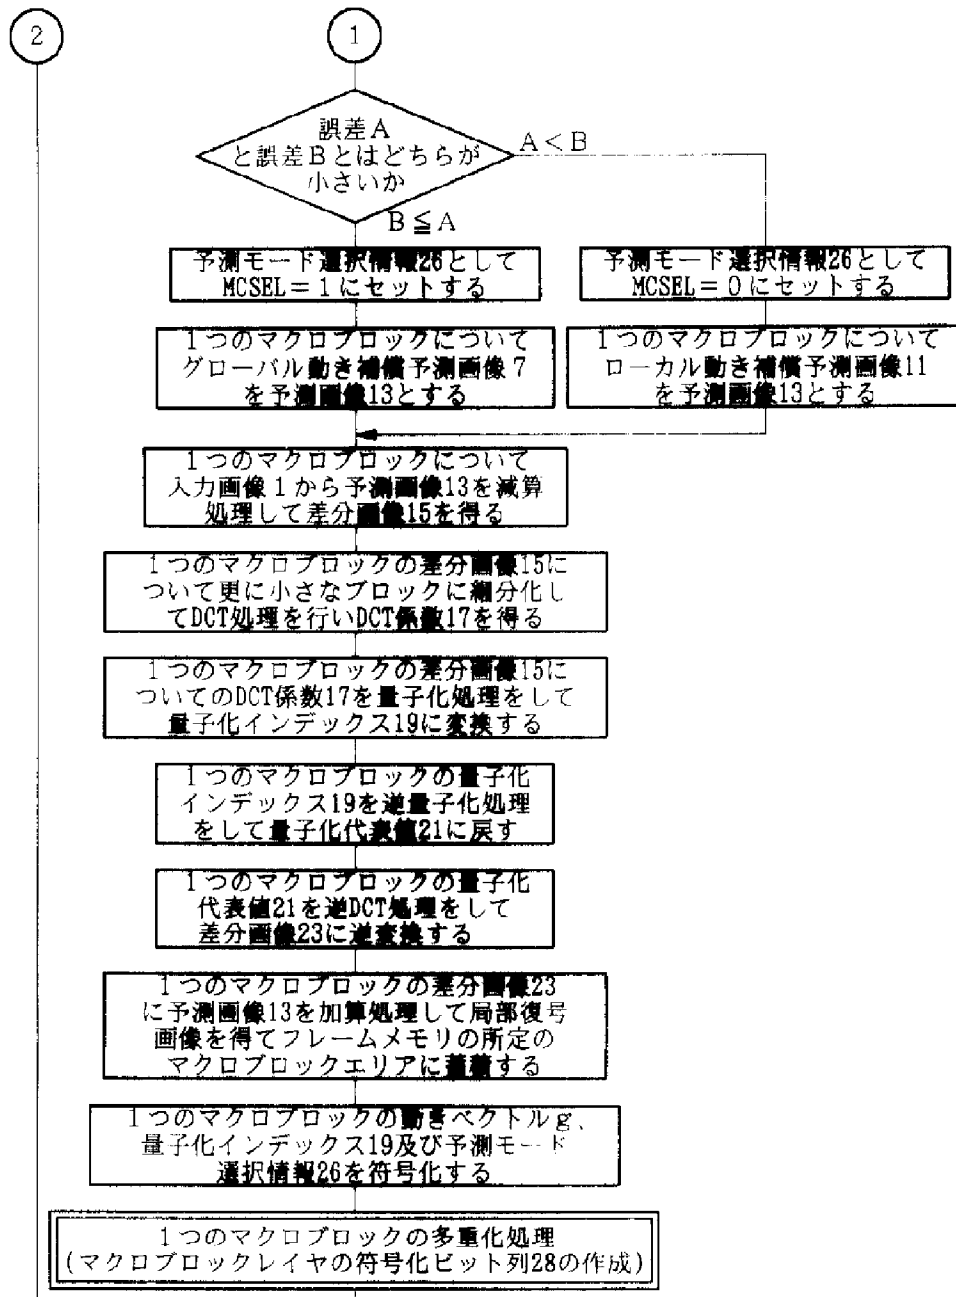 2
1
誤差A
と誤差Bとはどちらが
小さいか
A<B
B≦A
予測モード選択情報26として
MCSEL=1にセットする
予測モード選択情報26として
MCSEL=0にセットする
1つのマクロブロックについて
グローバル動き補償予測画像7
を予測画像13とする
1つのマクロブロックについて
ローカル動き補償予測画像11
を予測画像13とする
1つのマクロブロックについて
入力画像1から予測画像13を減算
処理して差分画像15を得る
1つのマクロブロックの差分画像15に
ついて更に小さなブロックに細分化し
てDCT処理を行いDCT係数17を得る
1つのマクロブロックの差分画像15に
ついてのDCT係数17を量子化処理をして
量子化インデックス19に変換する
1つのマクロブロックの量子化
インデックス19を逆量子化処理
をして量子化代表値21に戻す
1つのマクロブロックの量子化
代表値21を逆DCT処理をして
差分画像23に逆変換する
1つのマクロブロックの差分画像23
に予測画像13を加算処理して局部復号
画像を得てフレームメモリの所定の
マクロブロックエリアに蓄積する
1つのマクロブロックの動きベクトルg、
量子化インデックス19及び予測モード
選択情報26を符号化する
1つのマクロブロックの多重化処理
(マクロブロックレイヤの符号化ビット列28の作成)